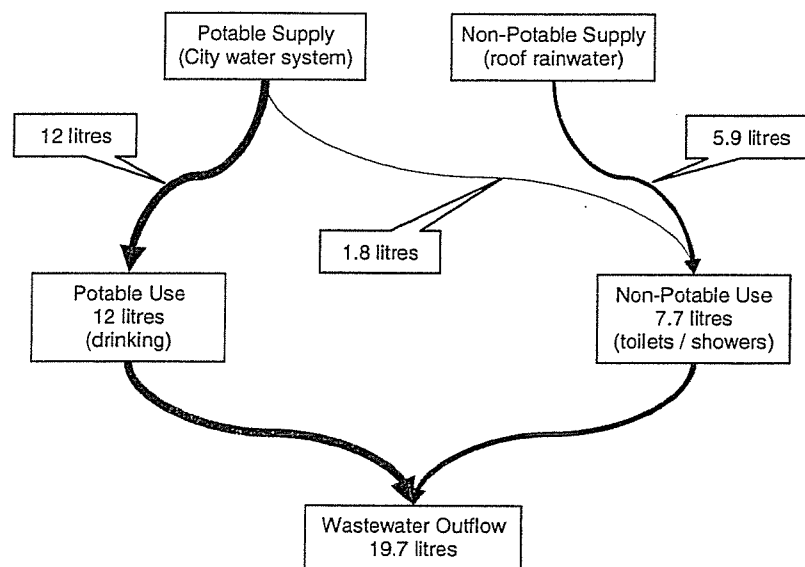 Potable Supply
(City water system)
Non-Potable Supply
(roof rainwater)
12 litres
5.9 litres
1.8 litres
Potable Use
12 litres
(drinking)
Non-Potable Use
7.7 litres
(toilets / showers)
Wastewater Outflow
19.7 litres